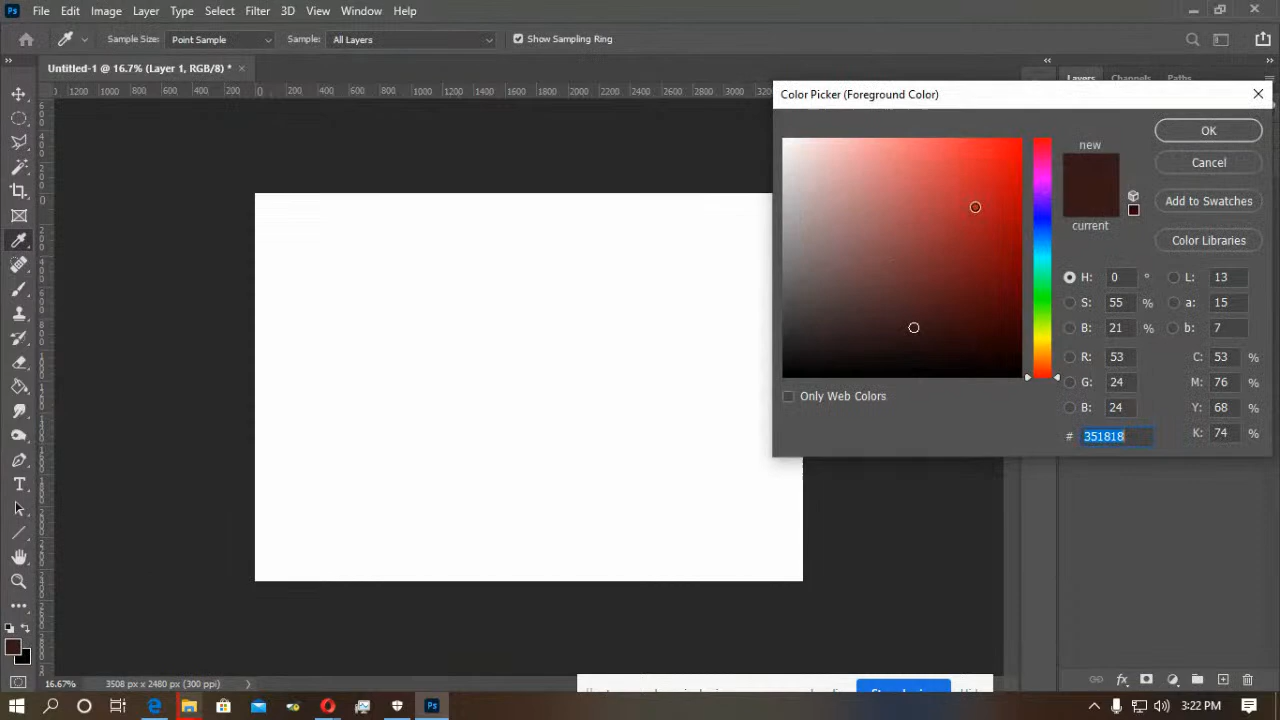 Ps File Edit Image Layer Type Select Filter 3D View Window Help
Sample Size: Point Sample Sample: All Layers Show Sampling Ring
Untitled-1 @ 16.7% (Layer 1, RGB/8) * ×
1200 1000 800 600 400 200 0 200 400 600 800 1000 1200 1400 1600 1800 2000 2200 2400 2600 2800 3000
Layers Channels Paths
Color Picker (Foreground Color)
new
current
OK
Cancel
Add to Swatches
Color Libraries
H: 0 ° L: 13
S: 55 % a: 15
B: 21 % b: 7
R: 53 C: 53 %
G: 24 M: 76 %
B: 24 Y: 68 %
# 351818 K: 74 %
Only Web Colors
16.67% 3508 px x 2480 px (300 ppi)
fx
Ps
3:22 PM